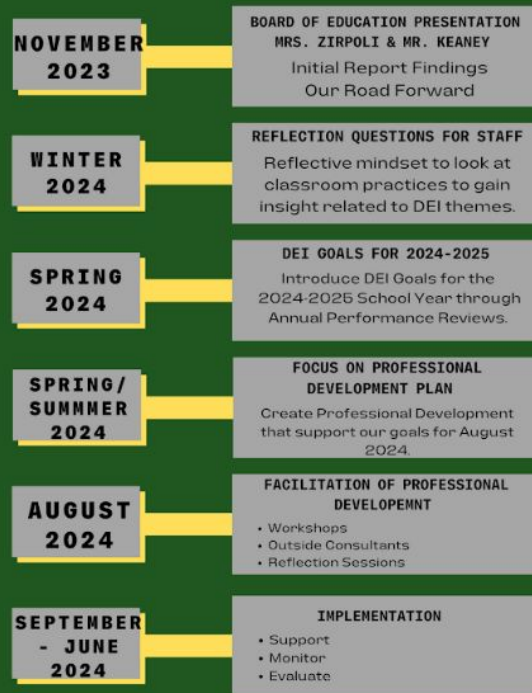 NOVEMBER
2023
BOARD OF EDUCATION PRESENTATION
MRS. ZIRPOLI & MR. KEANEY
Initial Report Findings
Our Road Forward
WINTER
2024
REFLECTION QUESTIONS FOR STAFF
Reflective mindset to look at
classroom practices to gain
insight related to DEI themes.
SPRING
2024
DEI GOALS FOR 2024-2025
Introduce DEI Goals for the
2024-2025 School Year through
Annual Performance Reviews.
SPRING/
SUMMMER
2024
FOCUS ON PROFESSIONAL
DEVELOPMENT PLAN
Create Professional Development
that support our goals for August
2024.
AUGUST
2024
FACILITATION OF PROFESSIONAL
DEVELOPEMNT
• Workshops
• Outside Consultants
• Reflection Sessions
SEPTEMBER
- JUNE
2024
IMPLEMENTATION
• Support
• Monitor
• Evaluate